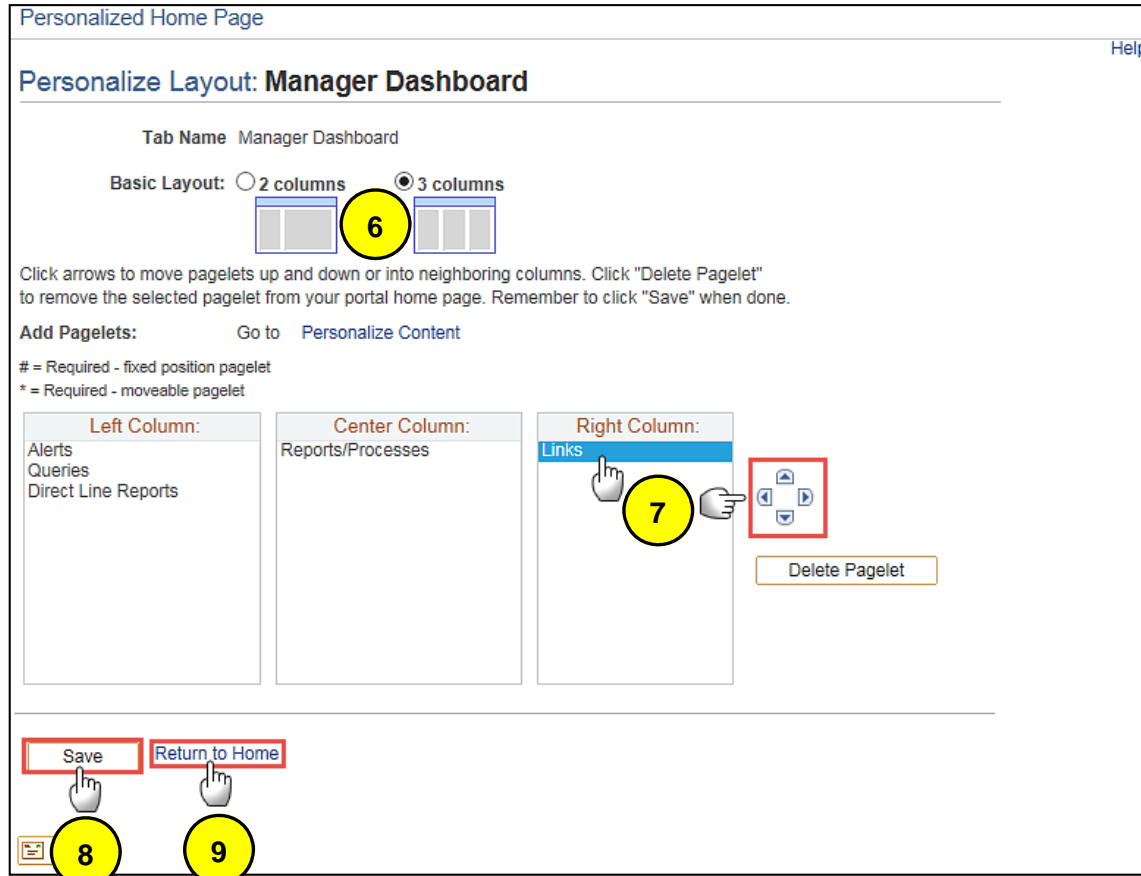 Personalized Home Page
Help
Personalize Layout: Manager Dashboard
Tab Name Manager Dashboard
Basic Layout: 2 columns 3 columns
6
Click arrows to move pagelets up and down or into neighboring columns. Click "Delete Pagelet"
to remove the selected pagelet from your portal home page. Remember to click "Save" when done.
Add Pagelets: Go to Personalize Content
# = Required - fixed position pagelet
* = Required - moveable pagelet
Left Column:
Alerts
Queries
Direct Line Reports
Center Column:
Reports/Processes
Right Column:
Links
7
Delete Pagelet
Save Return to Home
8 9